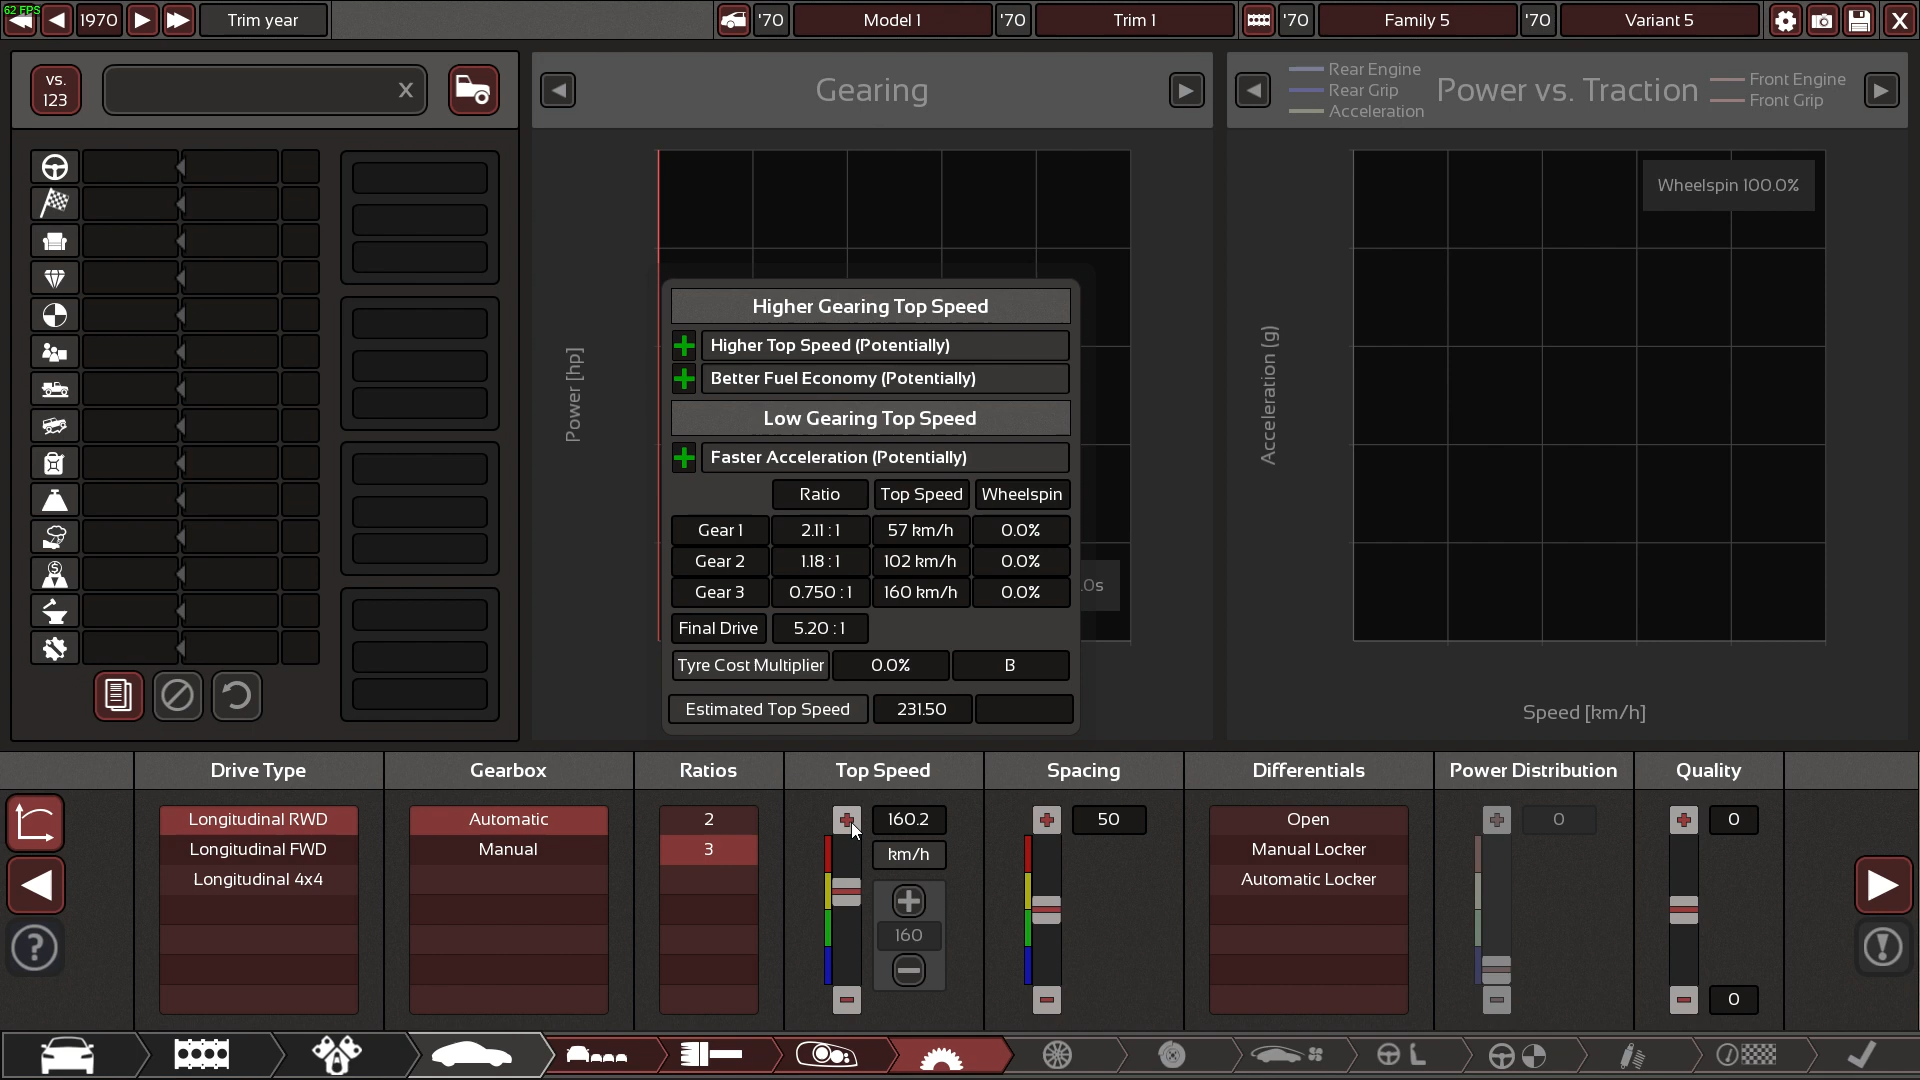 62 FPS
1970
Trim year
'70
Model 1
'70
Trim 1
'70
Family 5
'70
Variant 5
X
vs.
123
x
Gearing
Rear Engine
Rear Grip
Acceleration
Power vs. Traction
Front Engine
Front Grip
Power [hp]
Higher Gearing Top Speed
Higher Top Speed (Potentially)
Better Fuel Economy (Potentially)
Low Gearing Top Speed
Faster Acceleration (Potentially)
Ratio
Top Speed
Wheelspin
Gear 1
2.11 : 1
57 km/h
0.0%
Gear 2
1.18 : 1
102 km/h
0.0%
Gear 3
0.750 : 1
160 km/h
0.0%
Final Drive
5.20 : 1
Tyre Cost Multiplier
0.0%
B
Estimated Top Speed
231.50
.0s
Wheelspin 100.0%
Acceleration (g)
Speed [km/h]
Drive Type
Longitudinal RWD
Longitudinal FWD
Longitudinal 4x4
Gearbox
Automatic
Manual
Ratios
2
3
Top Speed
160.2
km/h
160
Spacing
50
Differentials
Open
Manual Locker
Automatic Locker
Power Distribution
0
Quality
0
0